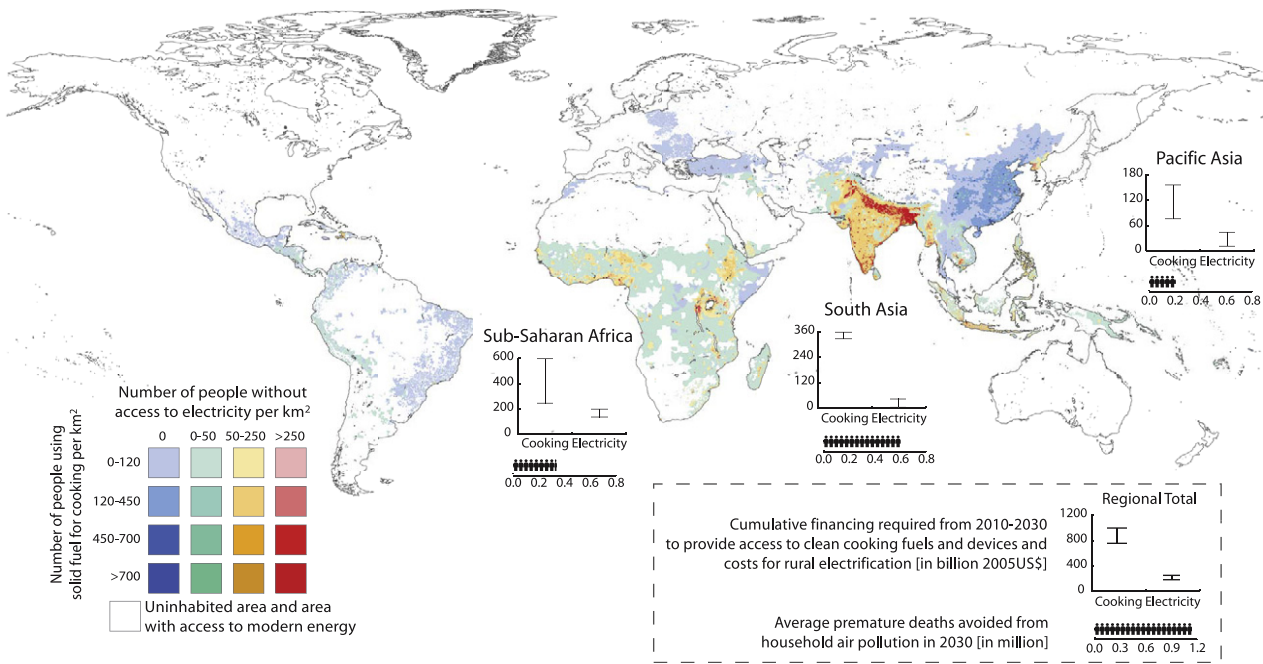 Pacific Asia
180
120
60
0
Cooking Electricity
0.0 0.2 0.4 0.6 0.8
South Asia
360
240
120
0
Cooking Electricity
0.0 0.2 0.4 0.6 0.8
Sub-Saharan Africa
600
400
200
0
Cooking Electricity
0.0 0.2 0.4 0.6 0.8
Number of people without
access to electricity per km²
0 0-50 50-250 >250
Number of people using
solid fuel for cooking per km²
0-120
120-450
450-700
>700
Uninhabited area and area
with access to modern energy
Regional Total
Cumulative financing required from 2010-2030
to provide access to clean cooking fuels and devices and
costs for rural electrification [in billion 2005US$]
1200
800
400
0
Cooking Electricity
Average premature deaths avoided from
household air pollution in 2030 [in million]
0.0 0.3 0.6 0.9 1.2